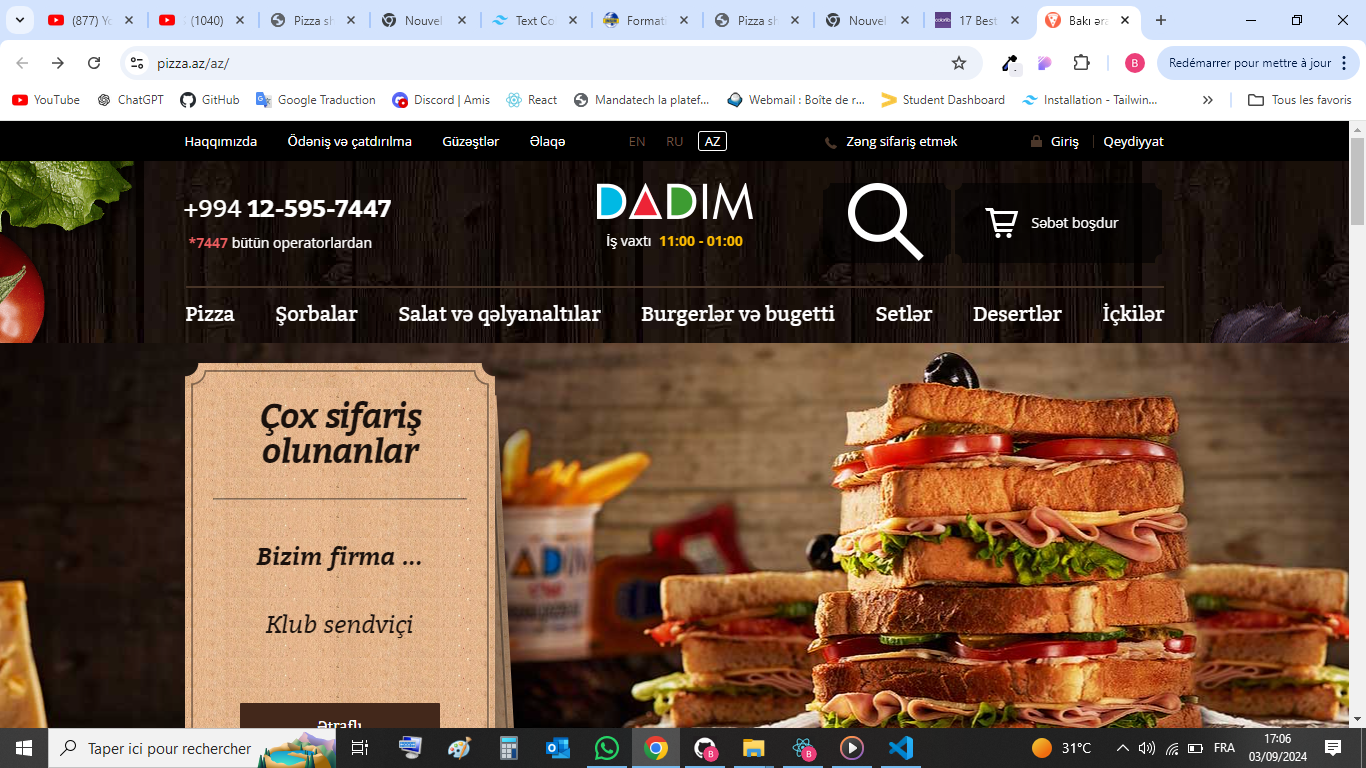 (877) Yo
(1040)
Pizza sh
Nouvel
Text Co
Formati
Pizza sh
Nouvel
colorlib
17 Best
Bakı əra
pizza.az/az/
B
Redémarrer pour mettre à jour
YouTube
ChatGPT
GitHub
Google Traduction
Discord | Amis
React
Mandatech la platef...
Webmail : Boîte de r...
Student Dashboard
Installation - Tailwin...
Tous les favoris
Haqqımızda
Ödəniş və çatdırılma
Güzəştlər
Əlaqə
EN
RU
AZ
Zəng sifariş etmək
Giriş
Qeydiyyat
+994 12-595-7447
*7447 bütün operatorlardan
DADIM
İş vaxtı 11:00 - 01:00
Səbət boşdur
Pizza
Şorbalar
Salat və qəlyanaltılar
Burgerlər və bugetti
Setlər
Desertlər
İçkilər
Çox sifariş
olunanlar
Bizim firma ...
Klub sendviçi
Ətraflı
DADIM
Taper ici pour rechercher
B
B
31°C
FRA
17:06
03/09/2024